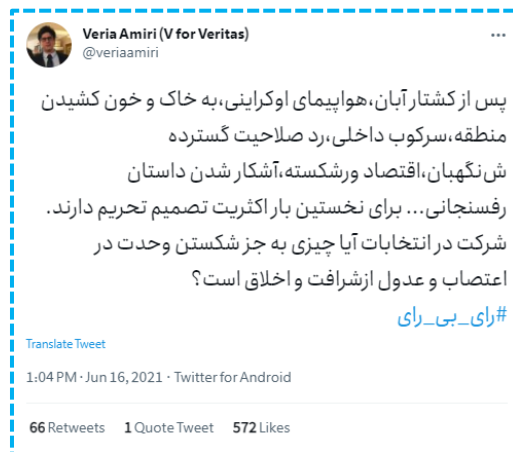 Veria Amiri (V for Veritas)
@veriaamiri
پس از کشتار آبان،هواپیمای اوکراینی،به خاک و خون کشیدن
منطقه،سرکوب داخلی،رد صلاحیت گسترده
ش‌نگهبان،اقتصاد ورشکسته،آشکار شدن داستان
رفسنجانی... برای نخستین بار اکثریت تصمیم تحریم دارند.
شرکت در انتخابات آیا چیزی به جز شکستن وحدت در
اعتصاب و عدول ازشرافت و اخلاق است؟
#رای_بی_رای
Translate Tweet
1:04 PM · Jun 16, 2021 · Twitter for Android
66 Retweets 1 Quote Tweet 572 Likes